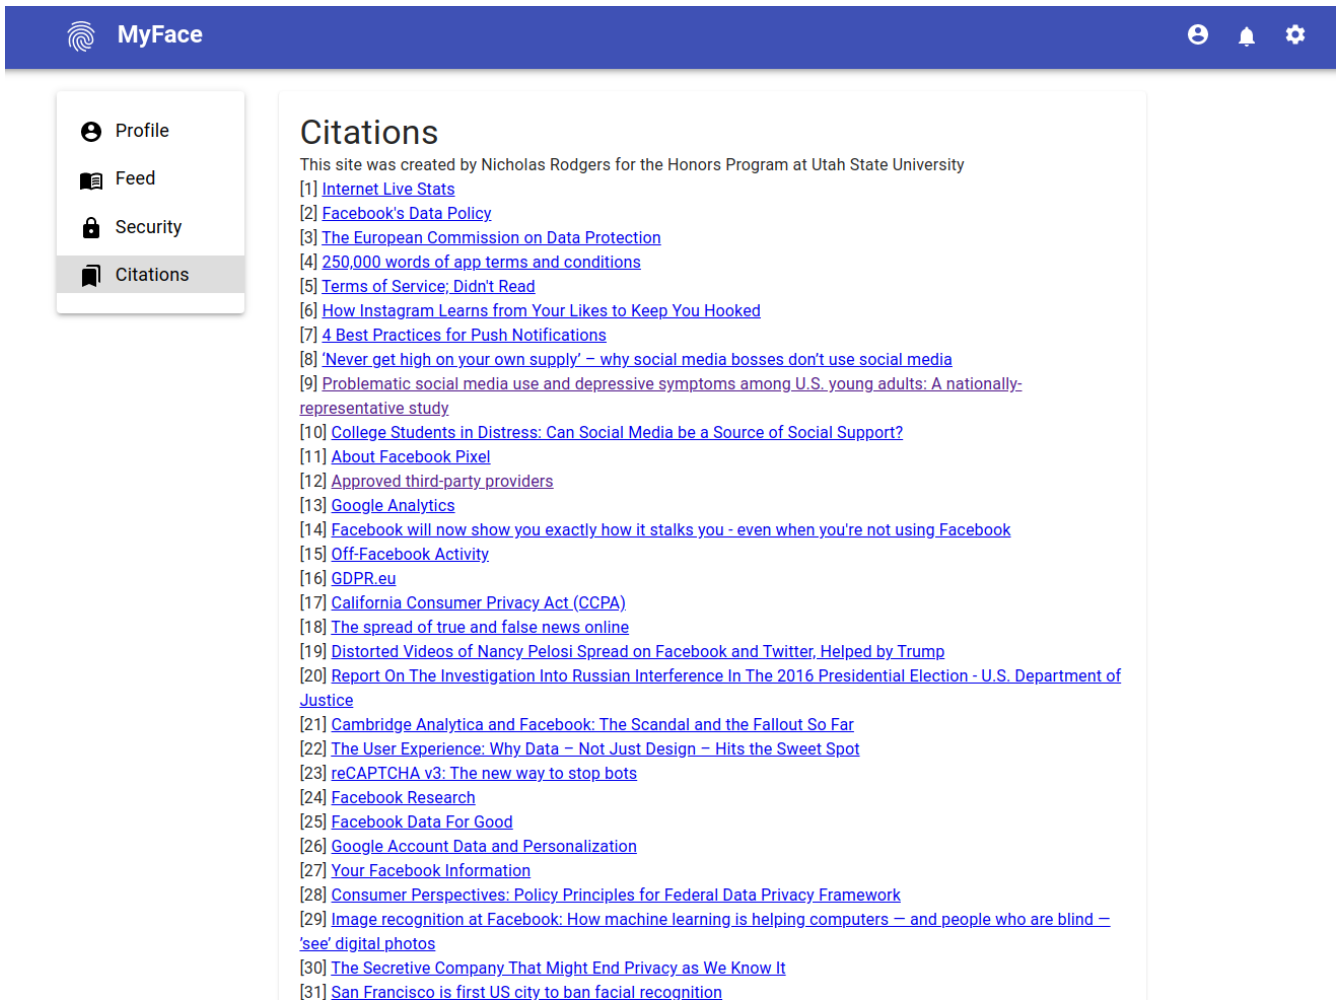 MyFace
Profile
Feed
Security
Citations
Citations
This site was created by Nicholas Rodgers for the Honors Program at Utah State University
[1] Internet Live Stats
[2] Facebook's Data Policy
[3] The European Commission on Data Protection
[4] 250,000 words of app terms and conditions
[5] Terms of Service; Didn't Read
[6] How Instagram Learns from Your Likes to Keep You Hooked
[7] 4 Best Practices for Push Notifications
[8] ‘Never get high on your own supply’ – why social media bosses don’t use social media
[9] Problematic social media use and depressive symptoms among U.S. young adults: A nationally-
representative study
[10] College Students in Distress: Can Social Media be a Source of Social Support?
[11] About Facebook Pixel
[12] Approved third-party providers
[13] Google Analytics
[14] Facebook will now show you exactly how it stalks you - even when you're not using Facebook
[15] Off-Facebook Activity
[16] GDPR.eu
[17] California Consumer Privacy Act (CCPA)
[18] The spread of true and false news online
[19] Distorted Videos of Nancy Pelosi Spread on Facebook and Twitter, Helped by Trump
[20] Report On The Investigation Into Russian Interference In The 2016 Presidential Election - U.S. Department of
Justice
[21] Cambridge Analytica and Facebook: The Scandal and the Fallout So Far
[22] The User Experience: Why Data – Not Just Design – Hits the Sweet Spot
[23] reCAPTCHA v3: The new way to stop bots
[24] Facebook Research
[25] Facebook Data For Good
[26] Google Account Data and Personalization
[27] Your Facebook Information
[28] Consumer Perspectives: Policy Principles for Federal Data Privacy Framework
[29] Image recognition at Facebook: How machine learning is helping computers — and people who are blind —
’see’ digital photos
[30] The Secretive Company That Might End Privacy as We Know It
[31] San Francisco is first US city to ban facial recognition